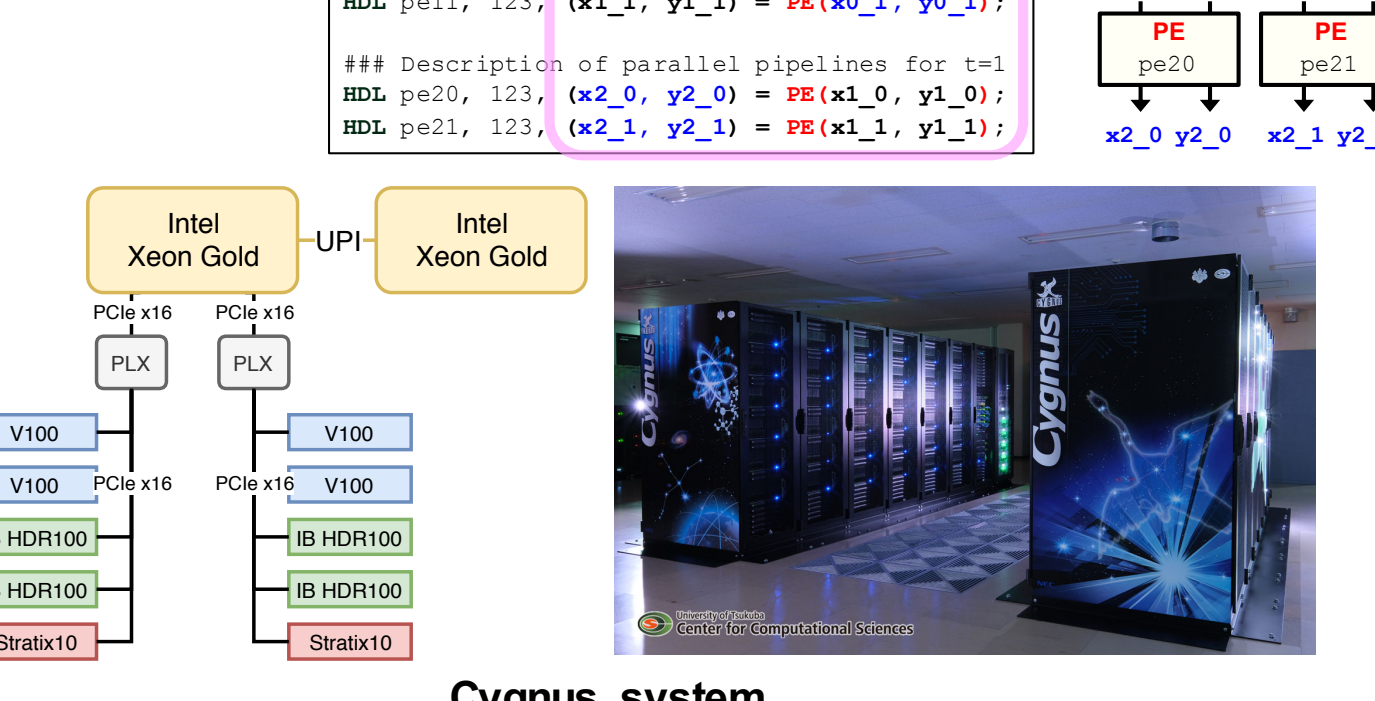 HDL pe11, 123, (x1_1, y1_1) = PE(x0_1, y0_1);
### Description of parallel pipelines for t=1
HDL pe20, 123, (x2_0, y2_0) = PE(x1_0, y1_0);
HDL pe21, 123, (x2_1, y2_1) = PE(x1_1, y1_1);
PE
pe20
PE
pe21
x2_0 y2_0
x2_1 y2_
Intel
Xeon Gold
UPI
Intel
Xeon Gold
PCIe x16
PCIe x16
PLX
PLX
V100
V100
V100
PCIe x16
PCIe x16
V100
HDR100
IB HDR100
HDR100
IB HDR100
Stratix10
Stratix10
CYGNUS
Cygnus
Cygnus
NEC
University of Tsukuba
Center for Computational Sciences
Cygnus system